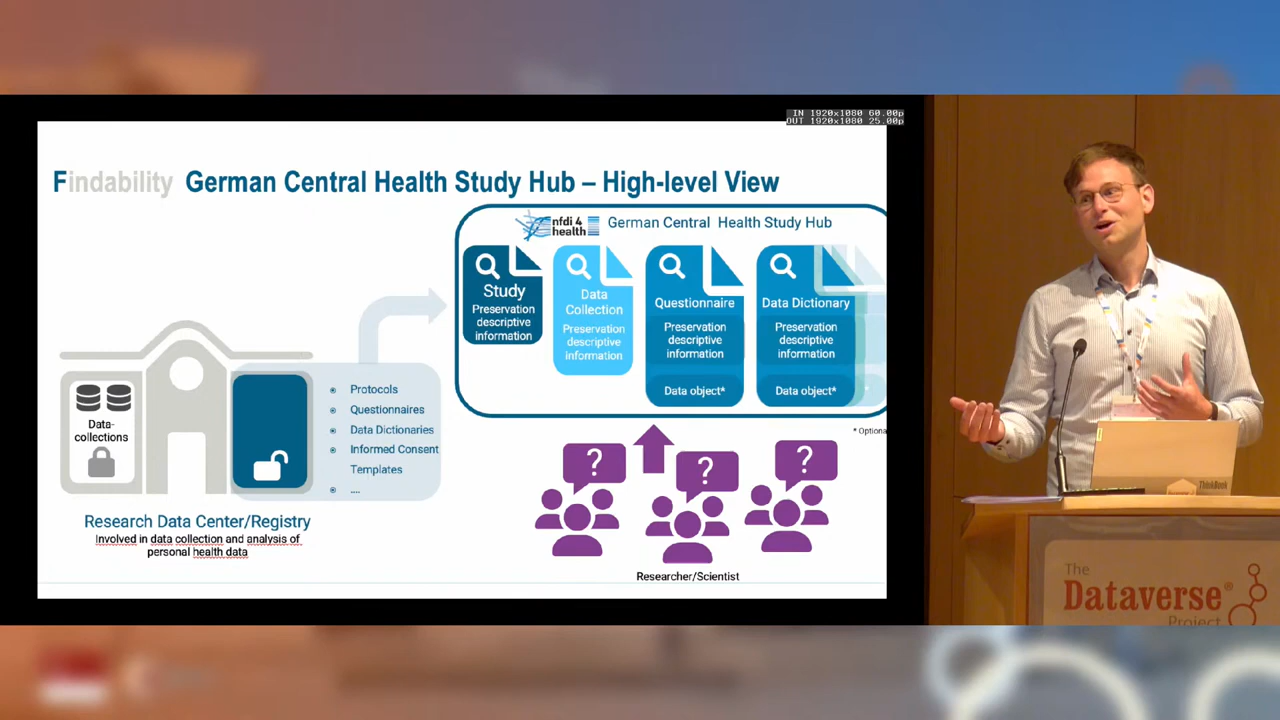 IN 1920x1080 60.00p
OUT 1920x1080 25.00p
Findability German Central Health Study Hub – High-level View
nfdi 4
health
German Central Health Study Hub
Study
Preservation
descriptive
information
Data
Collection
Preservation
descriptive
information
Questionnaire
Preservation
descriptive
information
Data object*
Data Dictionary
Preservation
descriptive
information
Data object*
* Optiona
Data-
collections
Protocols
Questionnaires
Data Dictionaries
Informed Consent
Templates
....
Research Data Center/Registry
Involved in data collection and analysis of
personal health data
?
?
?
Researcher/Scientist
ThinkBook
The
Dataverse®
Project